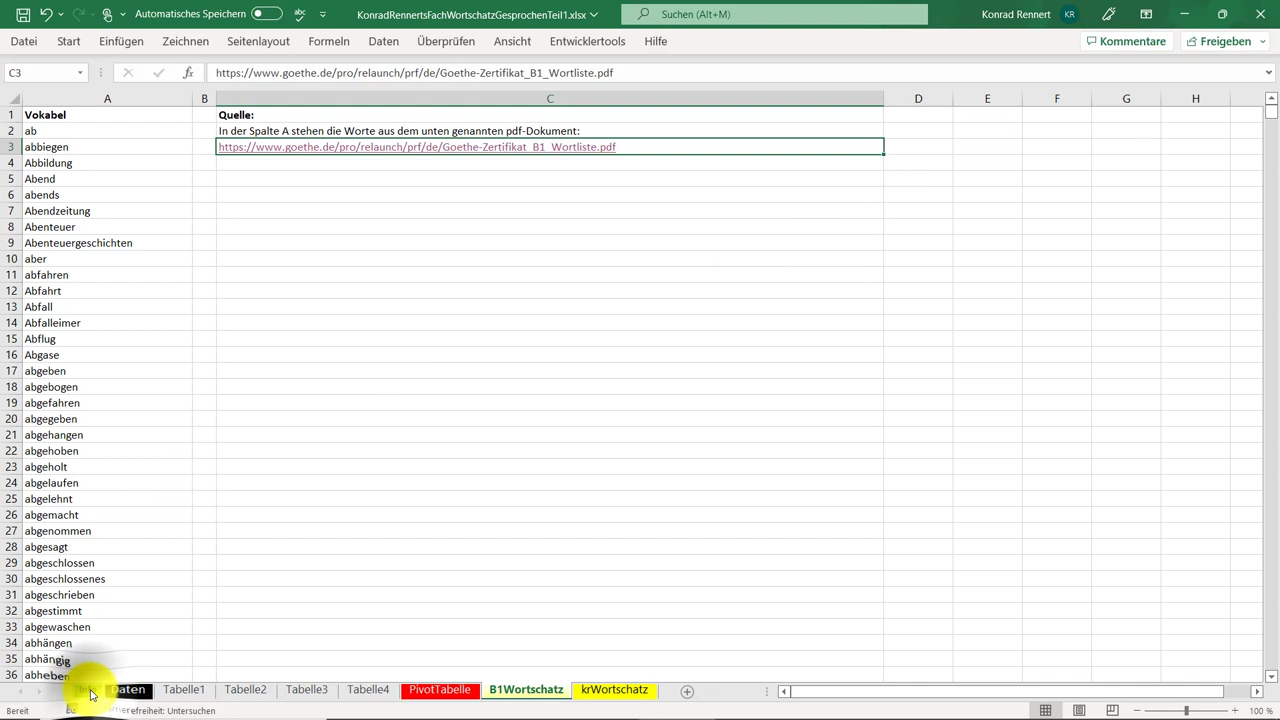 Automatisches Speichern
KonradRennertsFachWortschatzGesprochenTeil1.xlsx
Suchen (Alt+M)
Konrad Rennert
KR
Datei Start Einfügen Zeichnen Seitenlayout Formeln Daten Überprüfen Ansicht Entwicklertools Hilfe
Kommentare
Freigeben
C3
fx
https://www.goethe.de/pro/relaunch/prf/de/Goethe-Zertifikat_B1_Wortliste.pdf
A B C D E F G H
1 Vokabel Quelle:
2 ab In der Spalte A stehen die Worte aus dem unten genannten pdf-Dokument:
3 abbiegen https://www.goethe.de/pro/relaunch/prf/de/Goethe-Zertifikat_B1_Wortliste.pdf
4 Abbildung
5 Abend
6 abends
7 Abendzeitung
8 Abenteuer
9 Abenteuergeschichten
10 aber
11 abfahren
12 Abfahrt
13 Abfall
14 Abfalleimer
15 Abflug
16 Abgase
17 abgeben
18 abgebogen
19 abgefahren
20 abgegeben
21 abgehangen
22 abgehoben
23 abgeholt
24 abgelaufen
25 abgelehnt
26 abgemacht
27 abgenommen
28 abgesagt
29 abgeschlossen
30 abgeschlossenes
31 abgeschrieben
32 abgestimmt
33 abgewaschen
34 abhängen
35 abhängig
36 abheben
Daten Tabelle1 Tabelle2 Tabelle3 Tabelle4 PivotTabelle B1Wortschatz krWortschatz
Bereit
Untersuchen
100 %